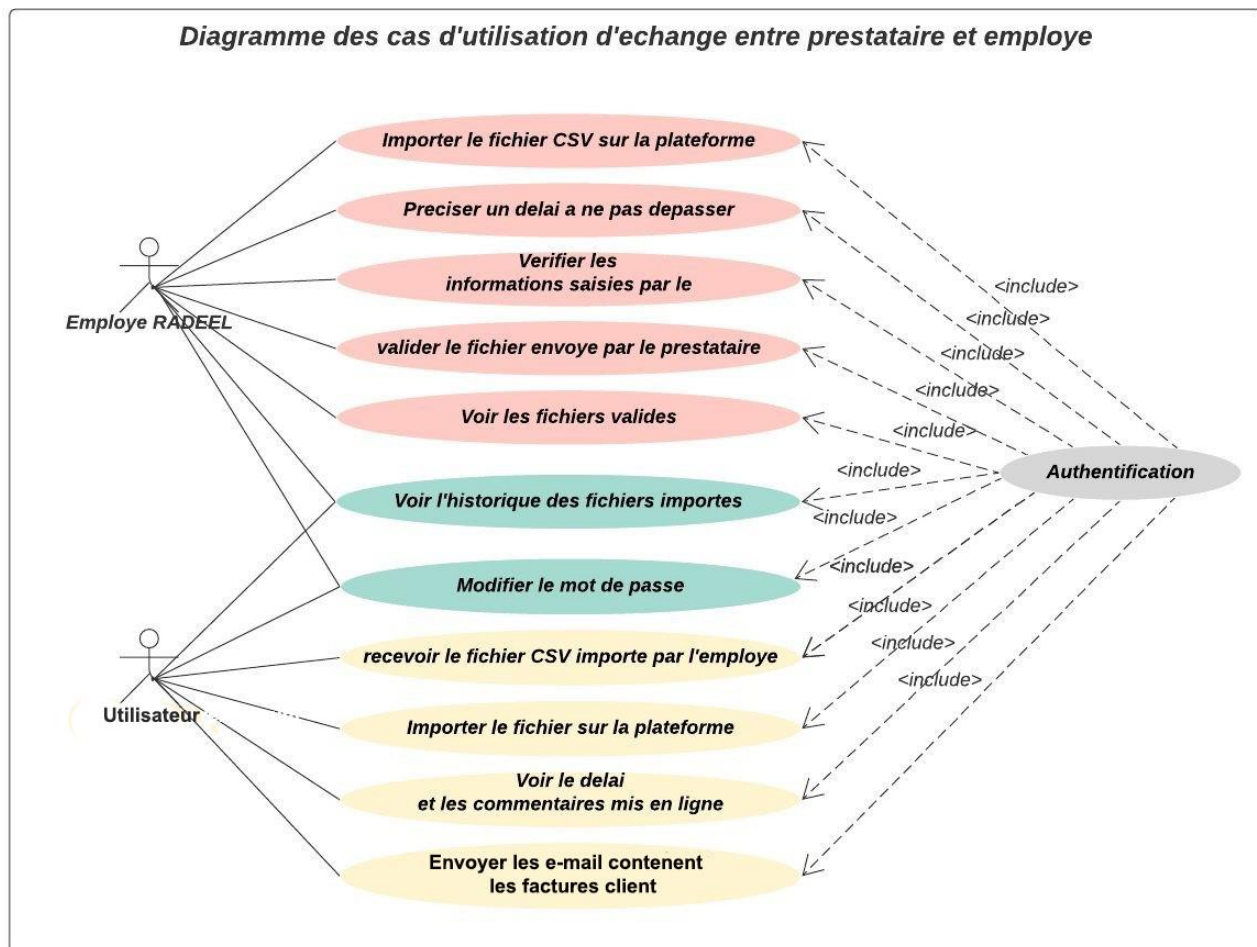 Diagramme des cas d'utilisation d'echange entre prestataire et employe
Importer le fichier CSV sur la plateforme
Preciser un delai a ne pas depasser
Verifier les
informations saisies par le
valider le fichier envoye par le prestataire
Voir les fichiers valides
Voir l'historique des fichiers importes
Modifier le mot de passe
recevoir le fichier CSV importe par l'employe
Importer le fichier sur la plateforme
Voir le delai
et les commentaires mis en ligne
Envoyer les e-mail contenent
les factures client
Employe RADEEL
Utilisateur
<include>
<include>
<include>
<include>
<include>
<include>
<include>
<include>
<include>
<include>
<include>
Authentification